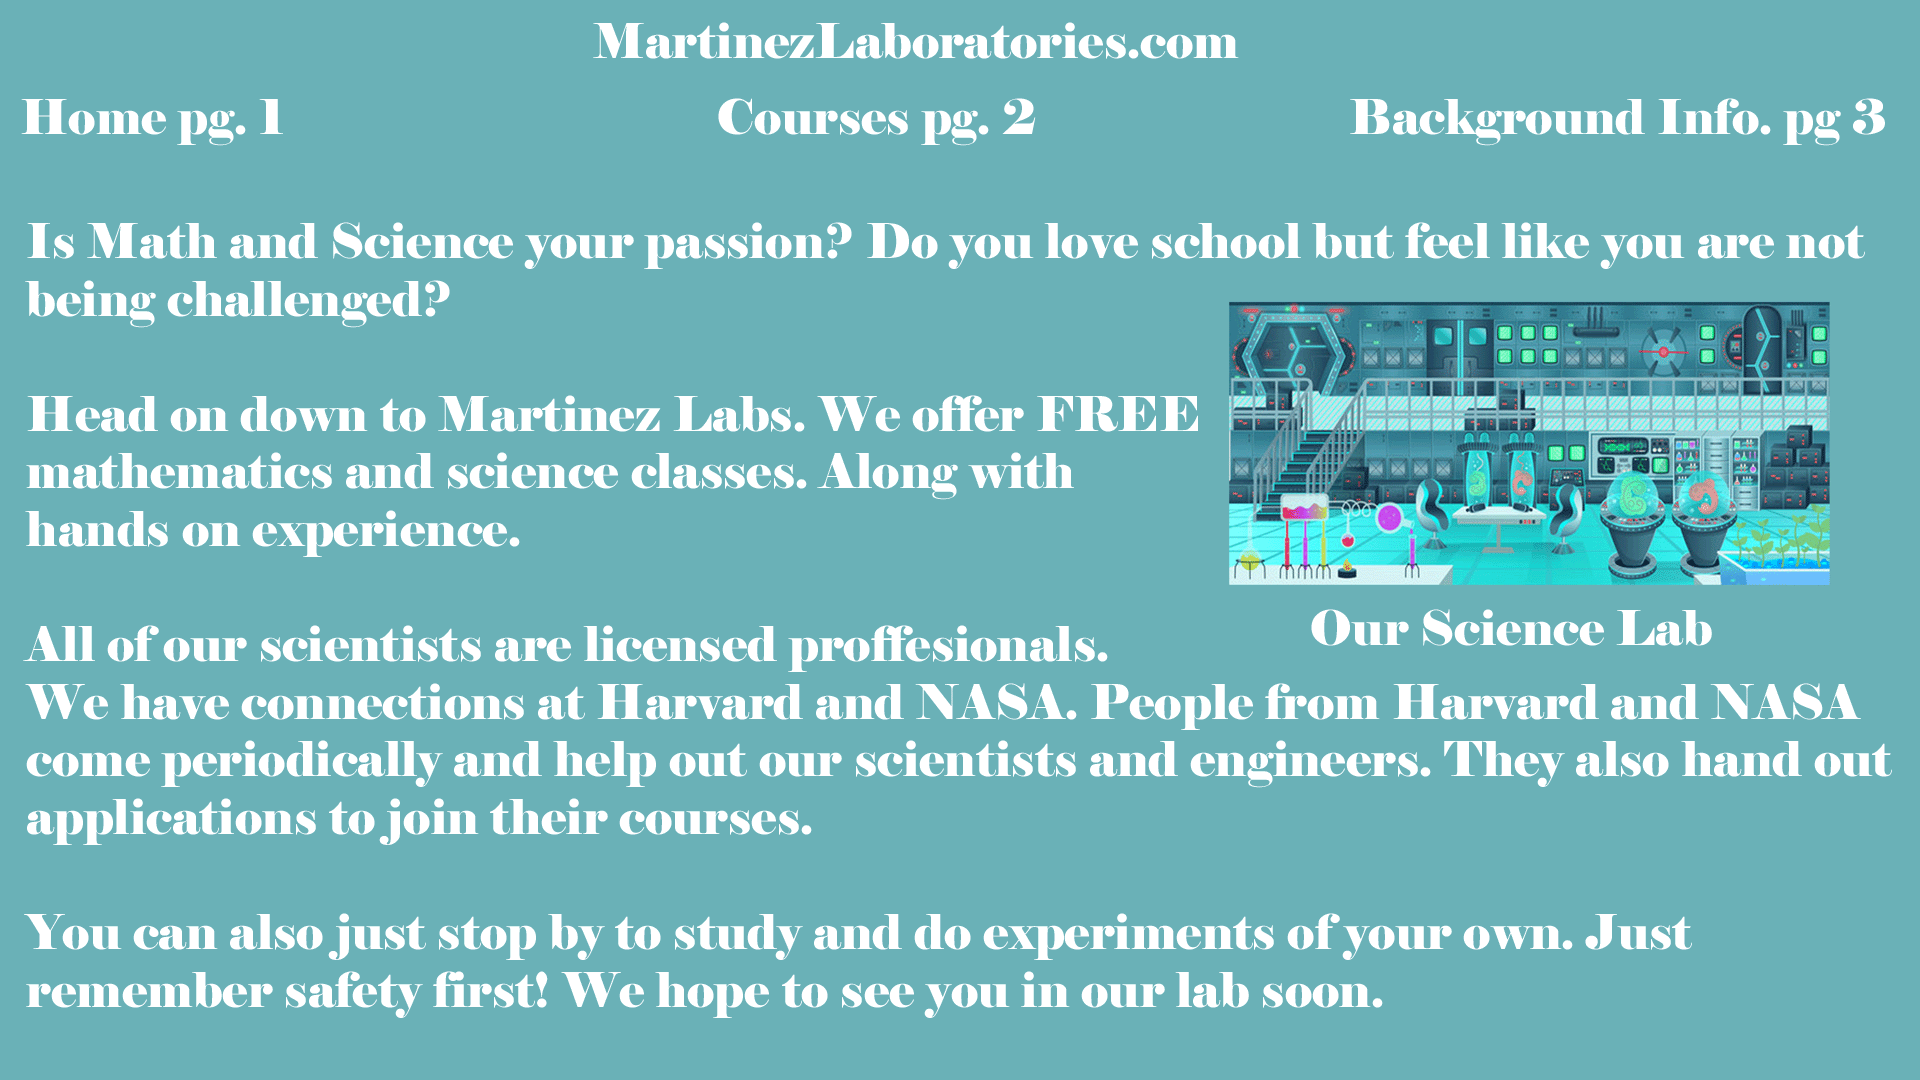 MartinezLaboratories.com
Home pg. 1 Courses pg. 2 Background Info. pg 3
Is Math and Science your passion? Do you love school but feel like you are not
being challenged?
Head on down to Martinez Labs. We offer FREE
mathematics and science classes. Along with
hands on experience.
Our Science Lab
All of our scientists are licensed proffesionals.
We have connections at Harvard and NASA. People from Harvard and NASA
come periodically and help out our scientists and engineers. They also hand out
applications to join their courses.
You can also just stop by to study and do experiments of your own. Just
remember safety first! We hope to see you in our lab soon.